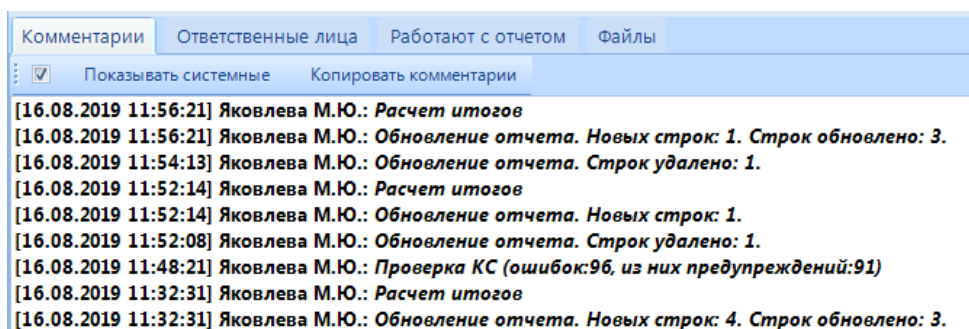 Комментарии Ответственные лица Работают с отчетом Файлы
Показывать системные Копировать комментарии
[16.08.2019 11:56:21] Яковлева М.Ю.: Расчет итогов
[16.08.2019 11:56:21] Яковлева М.Ю.: Обновление отчета. Новых строк: 1. Строк обновлено: 3.
[16.08.2019 11:54:13] Яковлева М.Ю.: Обновление отчета. Строк удалено: 1.
[16.08.2019 11:52:14] Яковлева М.Ю.: Расчет итогов
[16.08.2019 11:52:14] Яковлева М.Ю.: Обновление отчета. Новых строк: 1.
[16.08.2019 11:52:08] Яковлева М.Ю.: Обновление отчета. Строк удалено: 1.
[16.08.2019 11:48:21] Яковлева М.Ю.: Проверка КС (ошибок:96, из них предупреждений:91)
[16.08.2019 11:32:31] Яковлева М.Ю.: Расчет итогов
[16.08.2019 11:32:31] Яковлева М.Ю.: Обновление отчета. Новых строк: 4. Строк обновлено: 3.